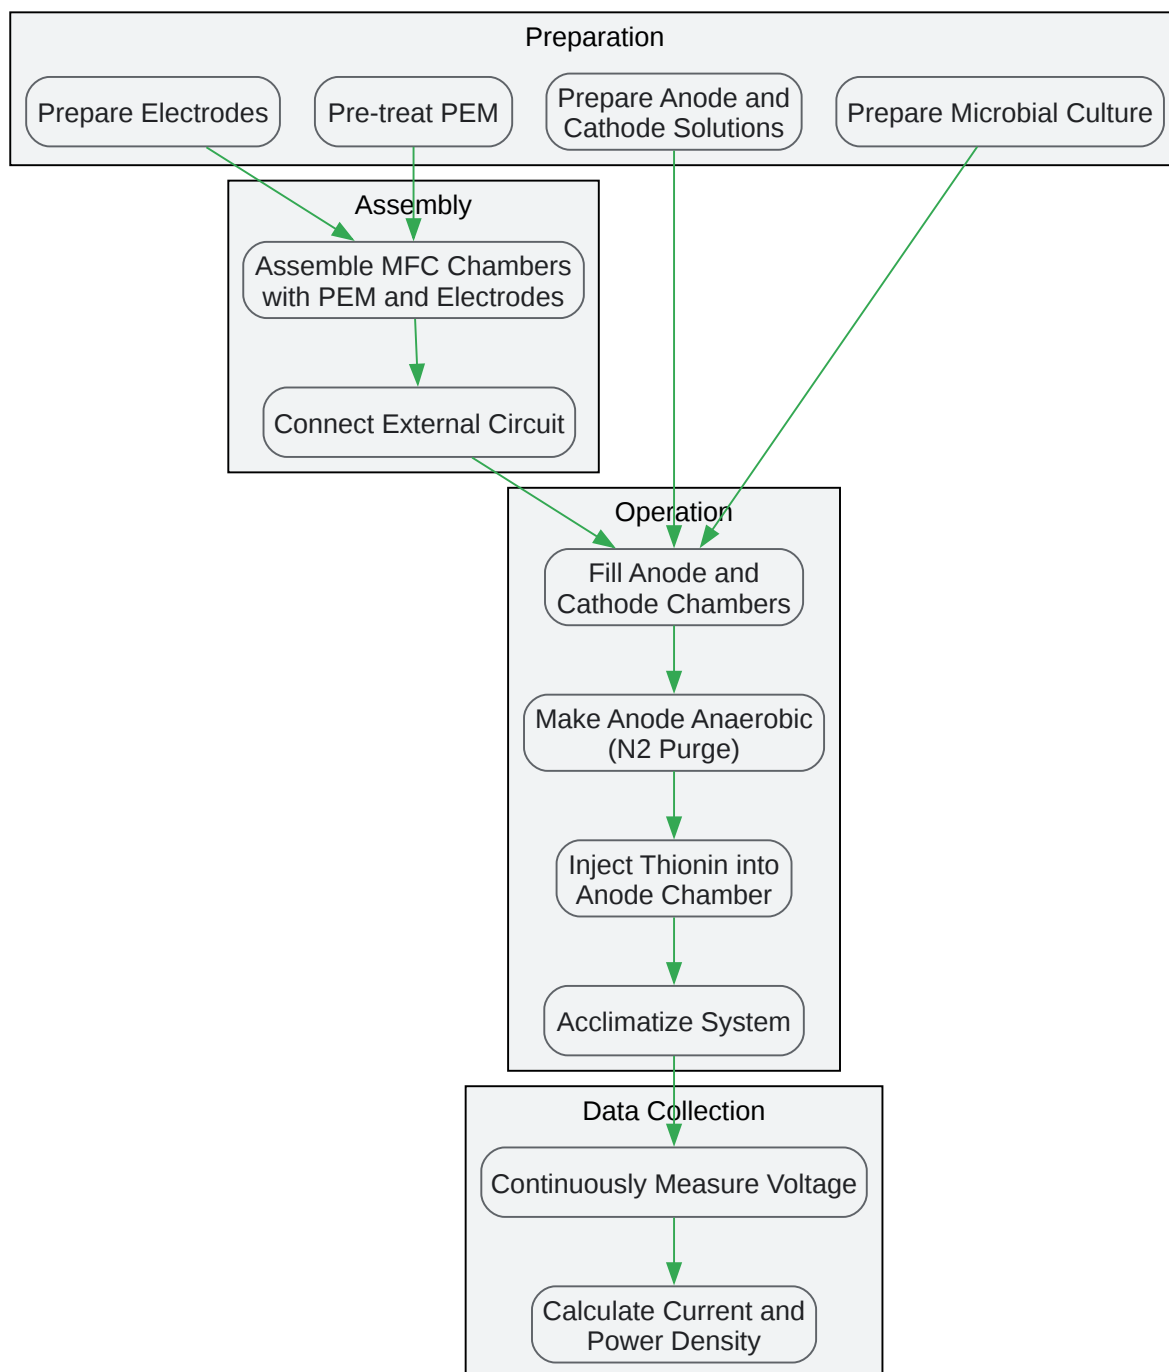 Preparation
Prepare Electrodes
Pre-treat PEM
Prepare Anode and
Cathode Solutions
Prepare Microbial Culture
Assembly
Assemble MFC Chambers
with PEM and Electrodes
Connect External Circuit
Operation
Fill Anode and
Cathode Chambers
Make Anode Anaerobic
(N2 Purge)
Inject Thionin into
Anode Chamber
Acclimatize System
Data Collection
Continuously Measure Voltage
Calculate Current and
Power Density